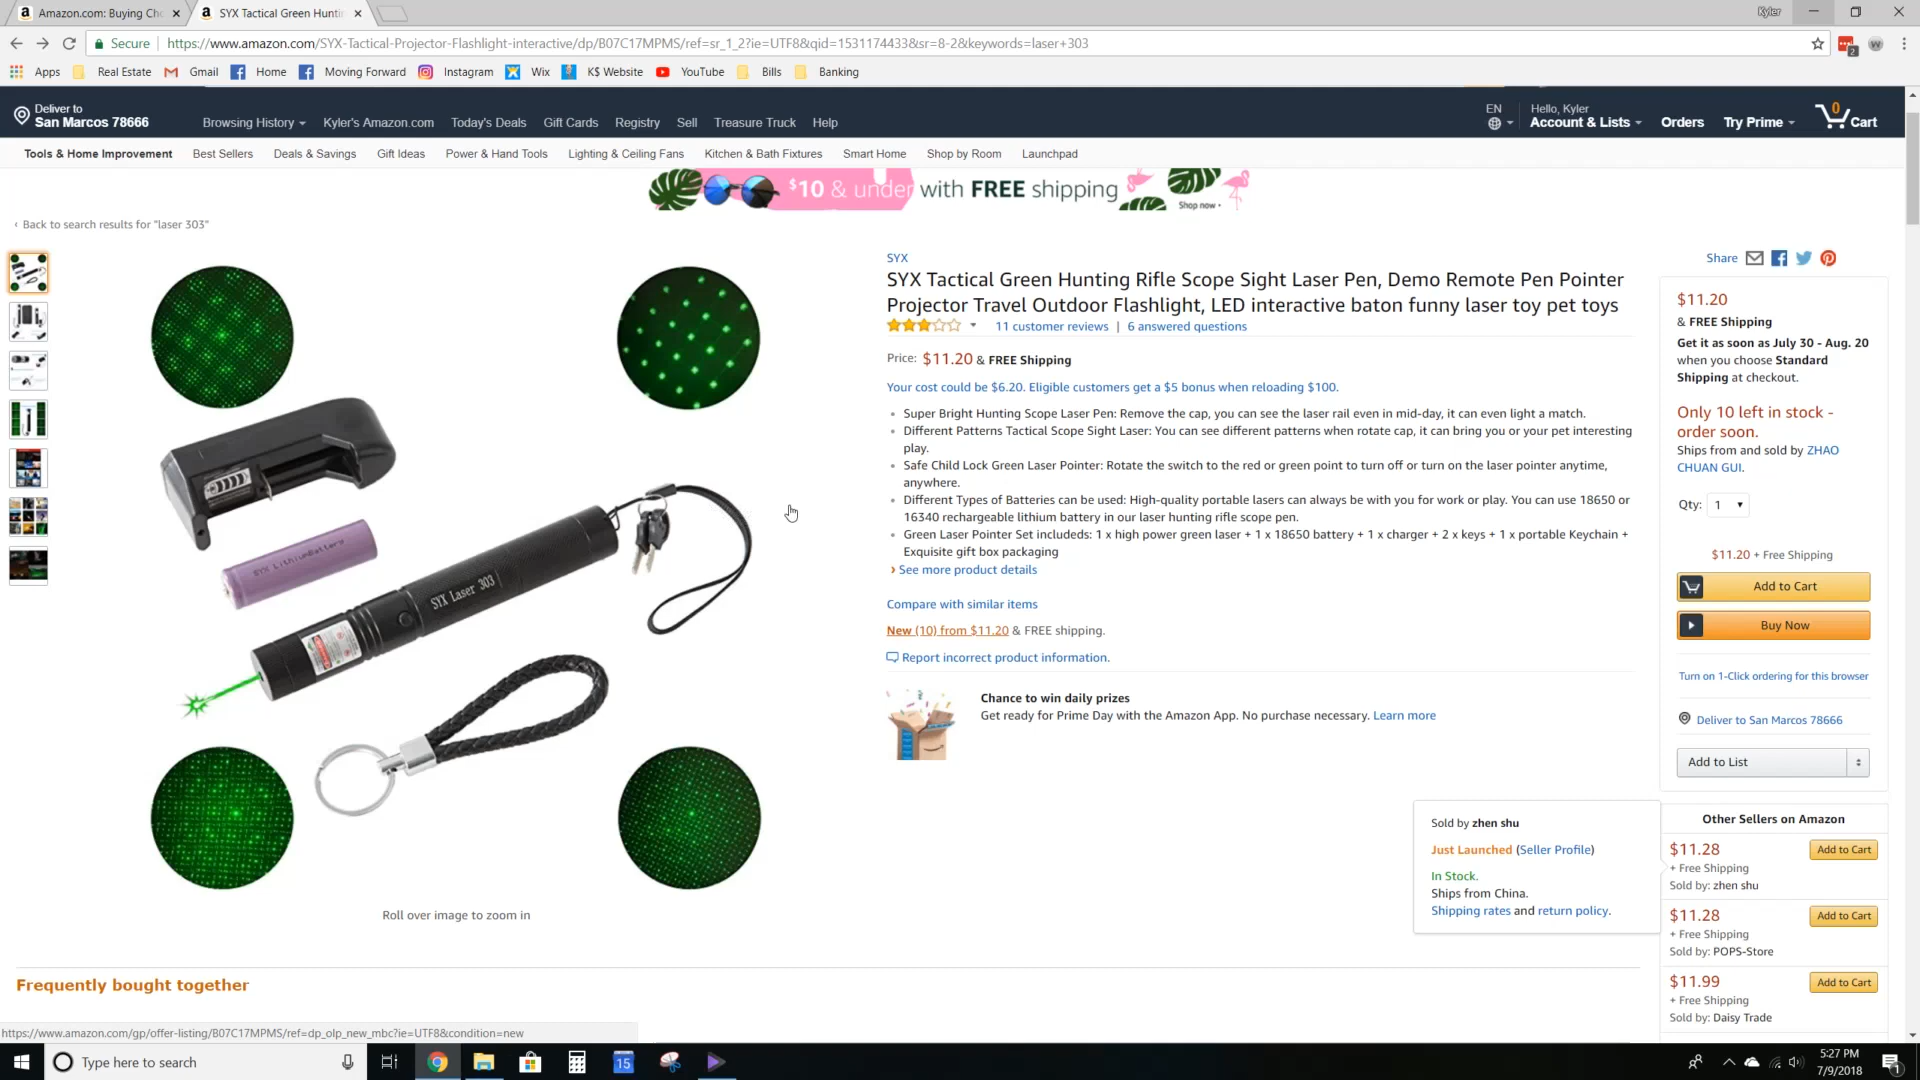 Amazon.com: Buying Ch
SYX Tactical Green Huntin
Kyler
Secure
https://www.amazon.com/SYX-Tactical-Projector-Flashlight-interactive/dp/B07C17MPMS/ref=sr_1_2?ie=UTF8&qid=1531174433&sr=8-2&keywords=laser+303
2
Apps Real Estate Gmail Home Moving Forward Instagram Wix K$ Website YouTube Bills Banking
Deliver to
San Marcos 78666
Browsing History Kyler's Amazon.com Today's Deals Gift Cards Registry Sell Treasure Truck Help
EN
Hello, Kyler
Account & Lists Orders Try Prime 0 Cart
Tools & Home Improvement Best Sellers Deals & Savings Gift Ideas Power & Hand Tools Lighting & Ceiling Fans Kitchen & Bath Fixtures Smart Home Shop by Room Launchpad
$10 & under with FREE shipping
Shop now
‹ Back to search results for "laser 303"
SYX
SYX Tactical Green Hunting Rifle Scope Sight Laser Pen, Demo Remote Pen Pointer
Projector Travel Outdoor Flashlight, LED interactive baton funny laser toy pet toys
11 customer reviews | 6 answered questions
Price: $11.20 & FREE Shipping
Your cost could be $6.20. Eligible customers get a $5 bonus when reloading $100.
Super Bright Hunting Scope Laser Pen: Remove the cap, you can see the laser rail even in mid-day, it can even light a match.
Different Patterns Tactical Scope Sight Laser: You can see different patterns when rotate cap, it can bring you or your pet interesting
play.
Safe Child Lock Green Laser Pointer: Rotate the switch to the red or green point to turn off or turn on the laser pointer anytime,
anywhere.
Different Types of Batteries can be used: High-quality portable lasers can always be with you for work or play. You can use 18650 or
16340 rechargeable lithium battery in our laser hunting rifle scope pen.
Green Laser Pointer Set includeds: 1 x high power green laser + 1 x 18650 battery + 1 x charger + 2 x keys + 1 x portable Keychain +
Exquisite gift box packaging
› See more product details
Compare with similar items
New (10) from $11.20 & FREE shipping.
Report incorrect product information.
Chance to win daily prizes
Get ready for Prime Day with the Amazon App. No purchase necessary. Learn more
SYX LithiumBattery
SYX Laser 303
Roll over image to zoom in
Share
$11.20
& FREE Shipping
Get it as soon as July 30 - Aug. 20
when you choose Standard
Shipping at checkout.
Only 10 left in stock -
order soon.
Ships from and sold by ZHAO
CHUAN GUI.
Qty: 1
$11.20 + Free Shipping
Add to Cart
Buy Now
Turn on 1-Click ordering for this browser
Deliver to San Marcos 78666
Add to List
Sold by zhen shu
Just Launched (Seller Profile)
In Stock.
Ships from China.
Shipping rates and return policy.
Other Sellers on Amazon
$11.28
Add to Cart
+ Free Shipping
Sold by: zhen shu
$11.28
Add to Cart
+ Free Shipping
Sold by: POPS-Store
$11.99
Add to Cart
+ Free Shipping
Sold by: Daisy Trade
Frequently bought together
https://www.amazon.com/gp/offer-listing/B07C17MPMS/ref=dp_olp_new_mbc?ie=UTF8&condition=new
Type here to search
15
5:27 PM
7/9/2018
1